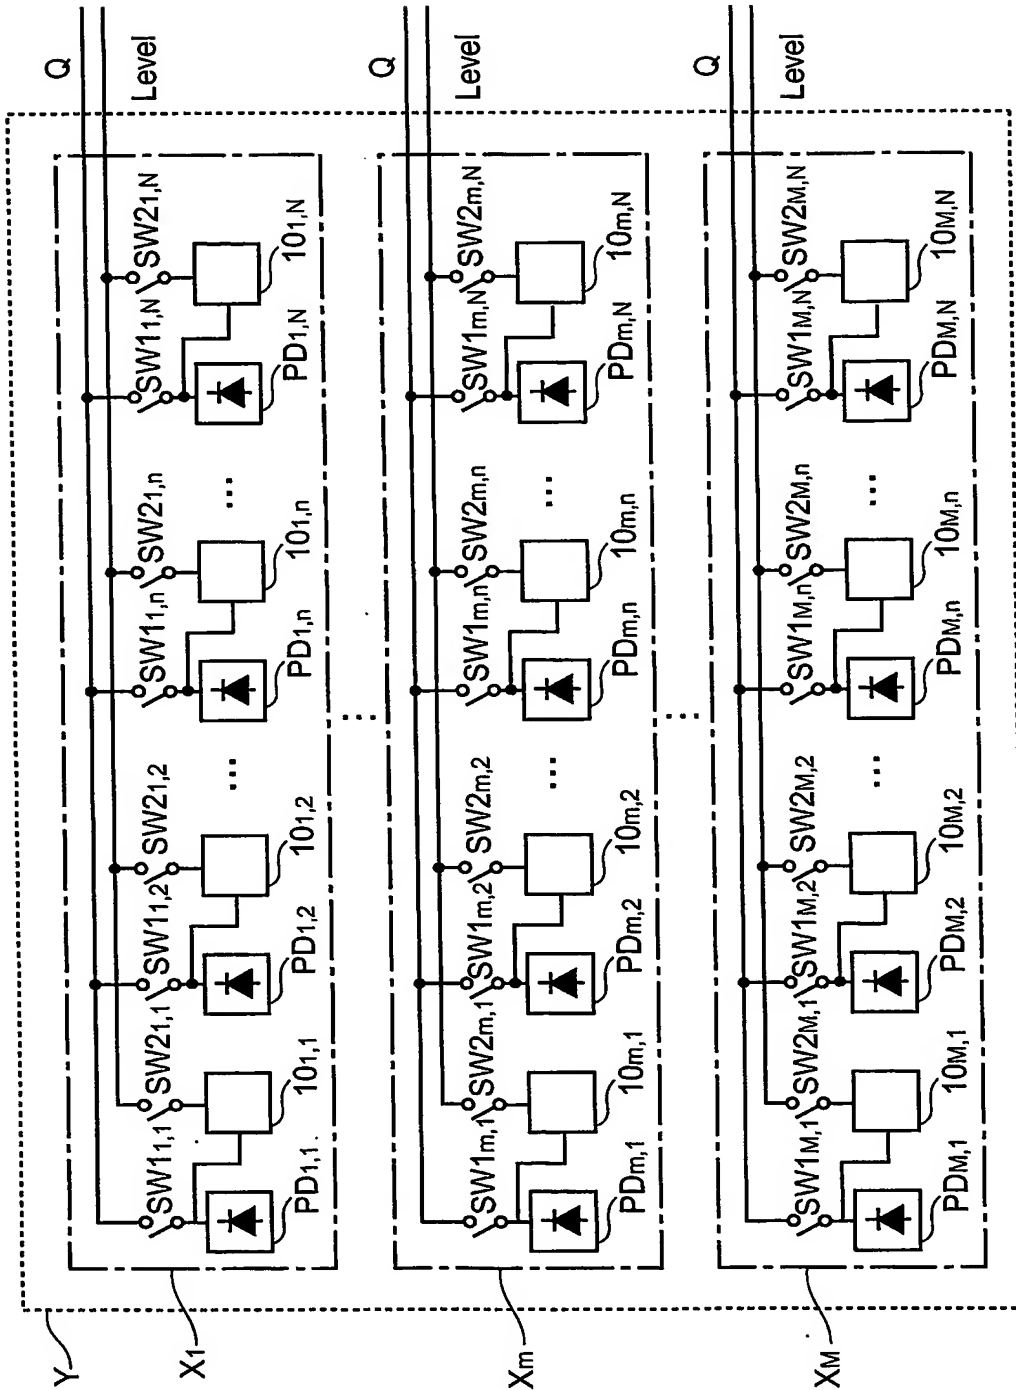 Y
X1
SW11,1
SW21,1
SW11,2
SW21,2
SW11,n
SW21,n
SW11,N
SW21,N
Q
Level
PD1,1
101,1
PD1,2
101,2
...
PD1,n
101,n
...
PD1,N
101,N
...
Xm
SW1m,1
SW2m,1
SW1m,2
SW2m,2
SW1m,n
SW2m,n
SW1m,N
SW2m,N
Q
Level
PDm,1
10m,1
PDm,2
10m,2
...
PDm,n
10m,n
...
PDm,N
10m,N
...
XM
SW1M,1
SW2M,1
SW1M,2
SW2M,2
SW1M,n
SW2M,n
SW1M,N
SW2M,N
Q
Level
PDM,1
10M,1
PDM,2
10M,2
...
PDM,n
10M,n
...
PDM,N
10M,N